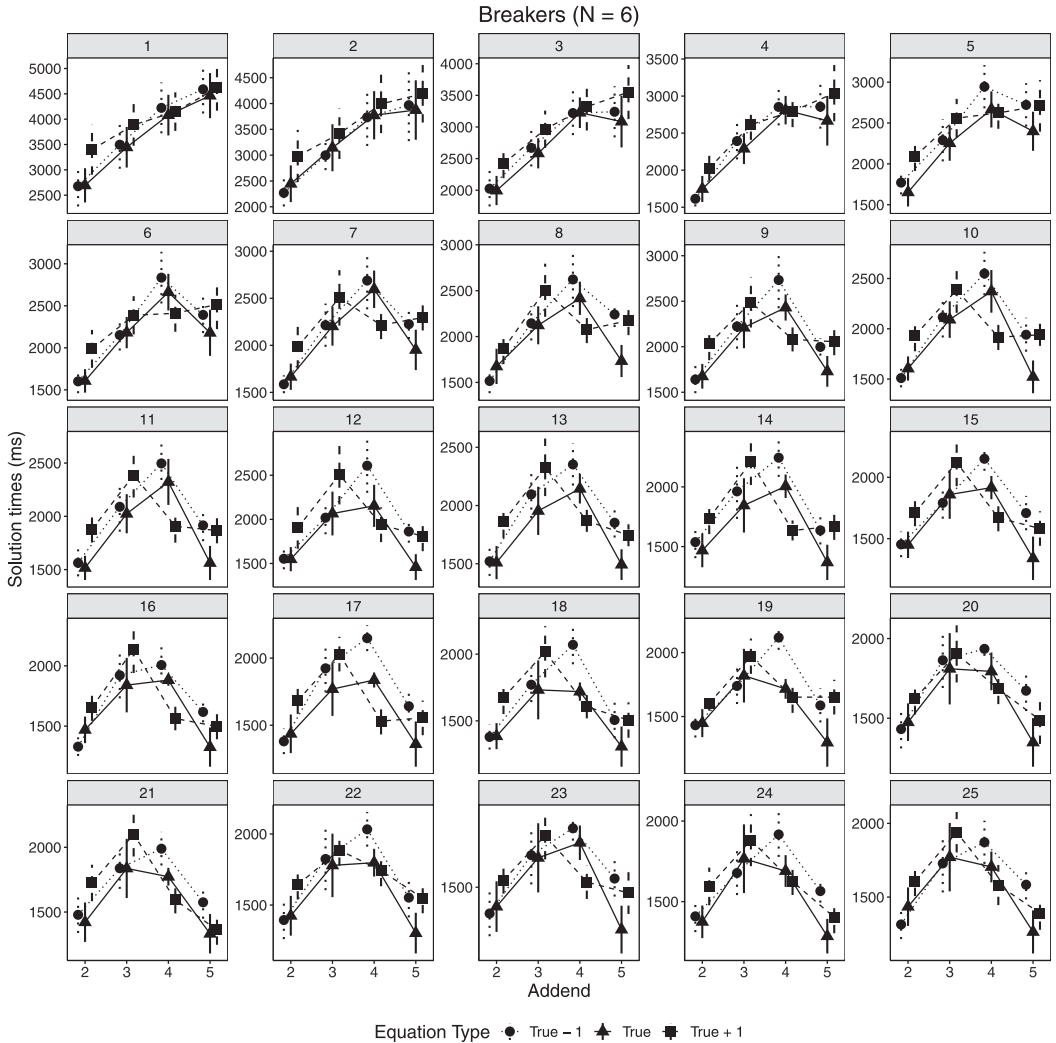 Breakers (N = 6)
1 2 3 4 5
5000 4500 4000 3500 3000 2500
4500 4000 3500 3000 2500 2000
4000 3500 3000 2500 2000
3500 3000 2500 2000 1500
3000 2500 2000 1500
6 7 8 9 10
3000 2500 2000 1500
3000 2500 2000 1500
3000 2500 2000 1500
3000 2500 2000 1500
2500 2000 1500
Solution times (ms)
11 12 13 14 15
2500 2000 1500
2500 2000 1500
2500 2000 1500
2000 1500
2000 1500
16 17 18 19 20
2000 1500
2000 1500
2000 1500
2000 1500
2000 1500
21 22 23 24 25
2000 1500
2000 1500
1500
2000 1500
2000 1500
2 3 4 5 2 3 4 5 2 3 4 5 2 3 4 5 2 3 4 5
Addend
Equation Type True − 1 True True + 1